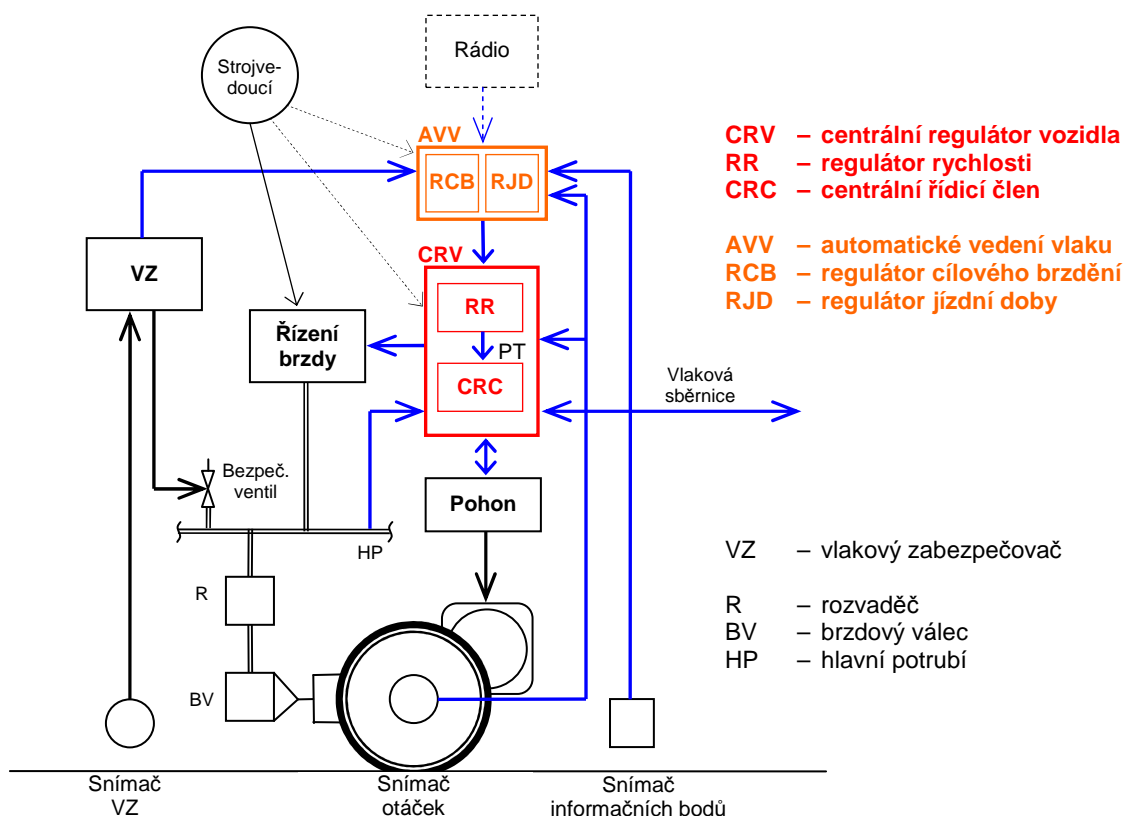 Strojve-
doucí
Rádio
AVV
RCB
RJD
CRV
RR
PT
CRC
VZ
Řízení
brzdy
Vlaková
sběrnice
Bezpeč.
ventil
Pohon
HP
R
BV
Snímač
VZ
Snímač
otáček
Snímač
informačních bodů
CRV – centrální regulátor vozidla
RR – regulátor rychlosti
CRC – centrální řídicí člen
AVV – automatické vedení vlaku
RCB – regulátor cílového brzdění
RJD – regulátor jízdní doby
VZ – vlakový zabezpečovač
R – rozvaděč
BV – brzdový válec
HP – hlavní potrubí